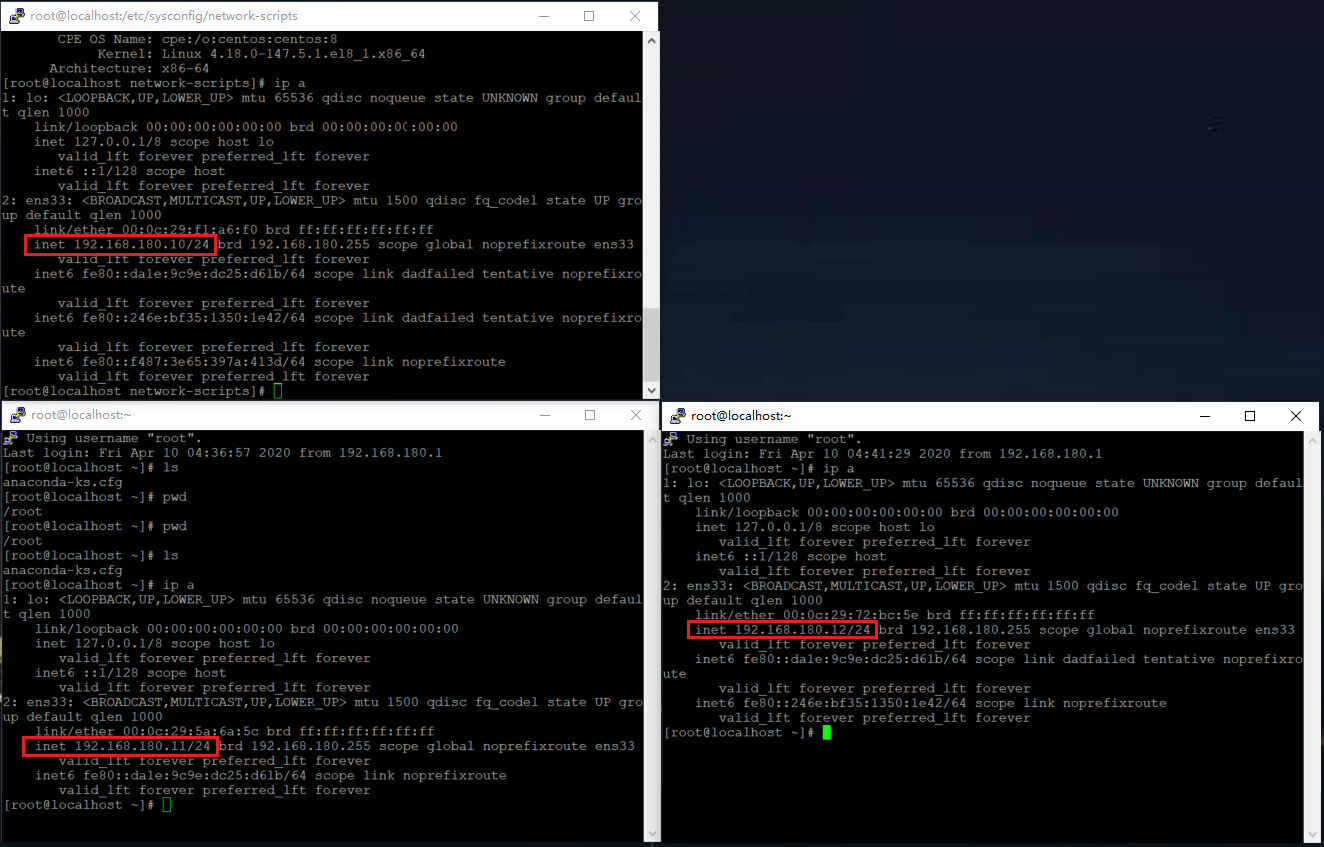 root@localhost:/etc/sysconfig/network-scripts
CPE OS Name: cpe:/o:centos:centos:8
Kernel: Linux 4.18.0-147.5.1.el8_1.x86_64
Architecture: x86-64
[root@localhost network-scripts]# ip a
1: lo: <LOOPBACK,UP,LOWER_UP> mtu 65536 qdisc noqueue state UNKNOWN group defaul
t qlen 1000
link/loopback 00:00:00:00:00:00 brd 00:00:00:00:00:00
inet 127.0.0.1/8 scope host lo
valid_lft forever preferred_lft forever
inet6 ::1/128 scope host
valid_lft forever preferred_lft forever
2: ens33: <BROADCAST,MULTICAST,UP,LOWER_UP> mtu 1500 qdisc fq_codel state UP gro
up default qlen 1000
link/ether 00:0c:29:f1:a6:f0 brd ff:ff:ff:ff:ff:ff
inet 192.168.180.10/24 brd 192.168.180.255 scope global noprefixroute ens33
valid_lft forever preferred_lft forever
inet6 fe80::da1e:9c9e:dc25:d61b/64 scope link dadfailed tentative noprefixro
ute
valid_lft forever preferred_lft forever
inet6 fe80::246e:bf35:1350:1e42/64 scope link dadfailed tentative noprefixro
ute
valid_lft forever preferred_lft forever
inet6 fe80::f487:3e65:397a:413d/64 scope link noprefixroute
valid_lft forever preferred_lft forever
[root@localhost network-scripts]#
root@localhost:~
Using username "root".
Last login: Fri Apr 10 04:36:57 2020 from 192.168.180.1
[root@localhost ~]# ls
anaconda-ks.cfg
[root@localhost ~]# pwd
/root
[root@localhost ~]# pwd
/root
[root@localhost ~]# ls
anaconda-ks.cfg
[root@localhost ~]# ip a
1: lo: <LOOPBACK,UP,LOWER_UP> mtu 65536 qdisc noqueue state UNKNOWN group defaul
t qlen 1000
link/loopback 00:00:00:00:00:00 brd 00:00:00:00:00:00
inet 127.0.0.1/8 scope host lo
valid_lft forever preferred_lft forever
inet6 ::1/128 scope host
valid_lft forever preferred_lft forever
2: ens33: <BROADCAST,MULTICAST,UP,LOWER_UP> mtu 1500 qdisc fq_codel state UP gro
up default qlen 1000
link/ether 00:0c:29:5a:6a:5c brd ff:ff:ff:ff:ff:ff
inet 192.168.180.11/24 brd 192.168.180.255 scope global noprefixroute ens33
valid_lft forever preferred_lft forever
inet6 fe80::da1e:9c9e:dc25:d61b/64 scope link noprefixroute
valid_lft forever preferred_lft forever
[root@localhost ~]#
root@localhost:~
Using username "root".
Last login: Fri Apr 10 04:41:29 2020 from 192.168.180.1
[root@localhost ~]# ip a
1: lo: <LOOPBACK,UP,LOWER_UP> mtu 65536 qdisc noqueue state UNKNOWN group defaul
t qlen 1000
link/loopback 00:00:00:00:00:00 brd 00:00:00:00:00:00
inet 127.0.0.1/8 scope host lo
valid_lft forever preferred_lft forever
inet6 ::1/128 scope host
valid_lft forever preferred_lft forever
2: ens33: <BROADCAST,MULTICAST,UP,LOWER_UP> mtu 1500 qdisc fq_codel state UP gro
up default qlen 1000
link/ether 00:0c:29:72:bc:5e brd ff:ff:ff:ff:ff:ff
inet 192.168.180.12/24 brd 192.168.180.255 scope global noprefixroute ens33
valid_lft forever preferred_lft forever
inet6 fe80::da1e:9c9e:dc25:d61b/64 scope link dadfailed tentative noprefixro
ute
valid_lft forever preferred_lft forever
inet6 fe80::246e:bf35:1350:1e42/64 scope link noprefixroute
valid_lft forever preferred_lft forever
[root@localhost ~]#